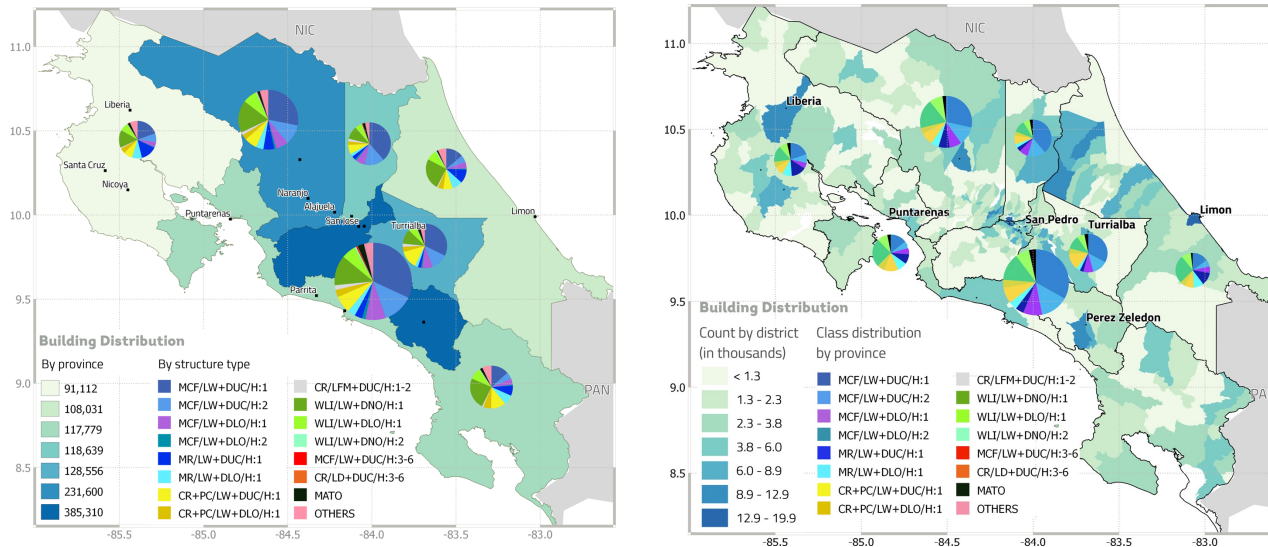 NIC
11.0
Liberia
10.5
Santa Cruz
Nicoya
Naranjo
Alajuela
Puntarenas
San Jose
10.0
Limon
Turrialba
Parrita
9.5
Building Distribution
By province
By structure type
9.0
PAN
91,112
108,031
117,779
118,639
128,556
231,600
385,310
MCF/LW+DUC/H:1
MCF/LW+DUC/H:2
MCF/LW+DLO/H:1
MCF/LW+DLO/H:2
MR/LW+DUC/H:1
MR/LW+DLO/H:1
CR+PC/LW+DUC/H:1
CR+PC/LW+DLO/H:1
CR/LFM+DUC/H:1-2
WLI/LW+DNO/H:1
WLI/LW+DLO/H:1
WLI/LW+DNO/H:2
MCF/LW+DUC/H:3-6
CR/LD+DUC/H:3-6
MATO
OTHERS
8.5
-85.5
-85.0
-84.5
-84.0
-83.5
-83.0
NIC
11.0
Liberia
10.5
Puntarenas
San Pedro
Limon
10.0
Turrialba
9.5
Building Distribution
Perez Zeledon
Count by district
(in thousands)
Class distribution
by province
9.0
PA
< 1.3
1.3 - 2.3
2.3 - 3.8
3.8 - 6.0
6.0 - 8.9
8.9 - 12.9
12.9 - 19.9
MCF/LW+DUC/H:1
MCF/LW+DUC/H:2
MCF/LW+DLO/H:1
MCF/LW+DLO/H:2
MR/LW+DUC/H:1
MR/LW+DLO/H:1
CR+PC/LW+DUC/H:1
CR+PC/LW+DLO/H:1
CR/LFM+DUC/H:1-2
WLI/LW+DNO/H:1
WLI/LW+DLO/H:1
WLI/LW+DNO/H:2
MCF/LW+DUC/H:3-6
CR/LD+DUC/H:3-6
MATO
OTHERS
8.5
-85.5
-85.0
-84.5
-84.0
-83.5
-83.0